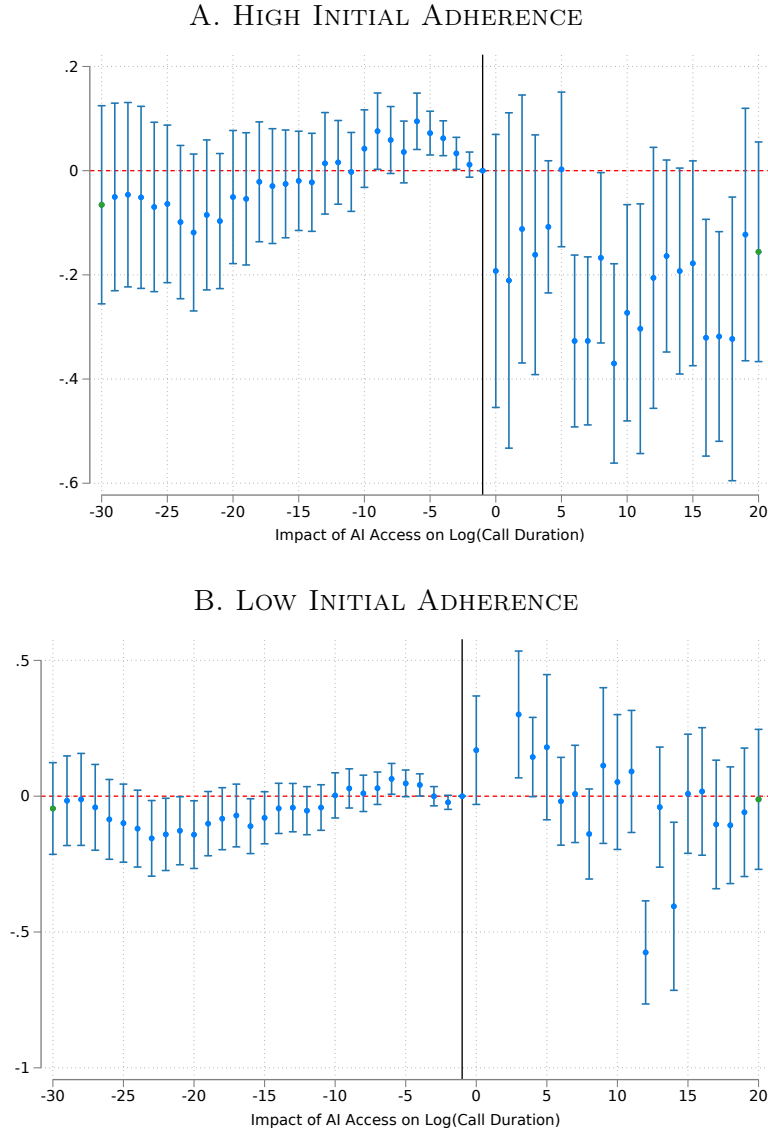 A. HIGH INITIAL ADHERENCE
.2
0
-.2
-.4
-.6
-30 -25 -20 -15 -10 -5 0 5 10 15 20
Impact of AI Access on Log(Call Duration)
B. LOW INITIAL ADHERENCE
.5
0
-.5
-1
-30 -25 -20 -15 -10 -5 0 5 10 15 20
Impact of AI Access on Log(Call Duration)